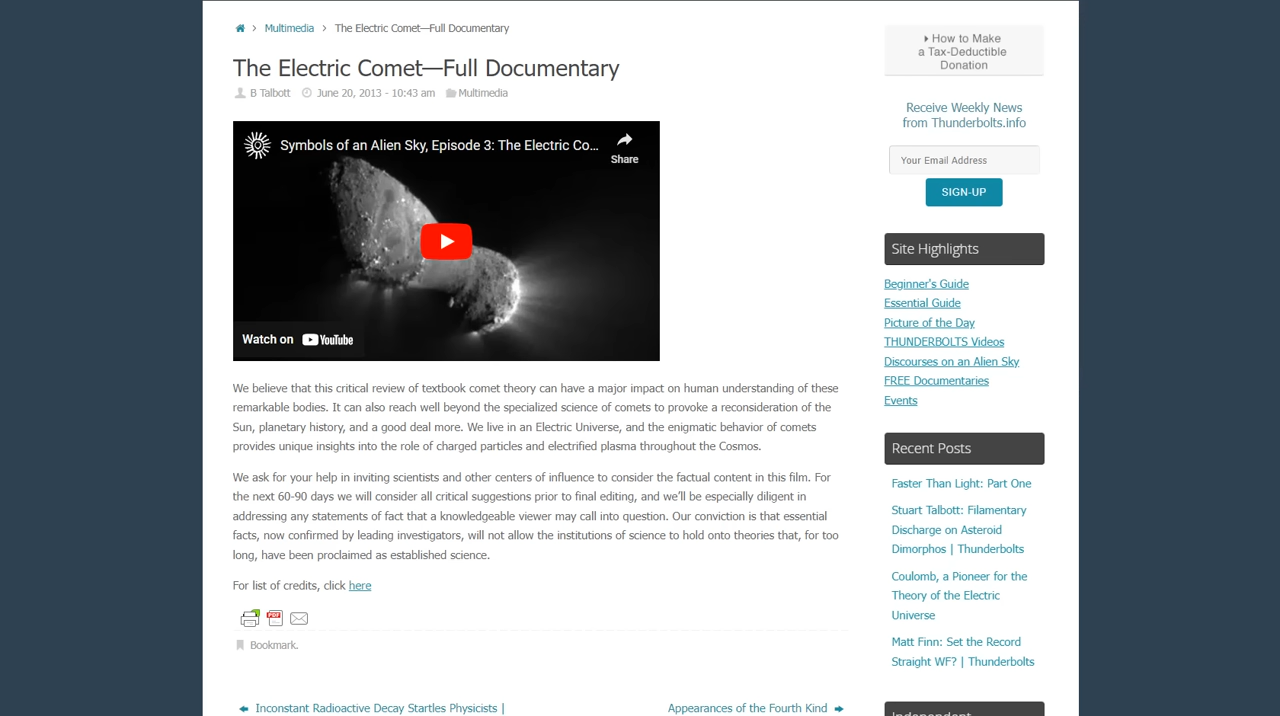 Multimedia
The Electric Comet—Full Documentary
The Electric Comet—Full Documentary
B Talbott
June 20, 2013 - 10:43 am
Multimedia
Symbols of an Alien Sky, Episode 3: The Electric Co...
Share
Watch on YouTube
We believe that this critical review of textbook comet theory can have a major impact on human understanding of these
remarkable bodies. It can also reach well beyond the specialized science of comets to provoke a reconsideration of the
Sun, planetary history, and a good deal more. We live in an Electric Universe, and the enigmatic behavior of comets
provides unique insights into the role of charged particles and electrified plasma throughout the Cosmos.
We ask for your help in inviting scientists and other centers of influence to consider the factual content in this film. For
the next 60-90 days we will consider all critical suggestions prior to final editing, and we'll be especially diligent in
addressing any statements of fact that a knowledgeable viewer may call into question. Our conviction is that essential
facts, now confirmed by leading investigators, will not allow the institutions of science to hold onto theories that, for too
long, have been proclaimed as established science.
For list of credits, click here
PDF
Bookmark.
Inconstant Radioactive Decay Startles Physicists |
Appearances of the Fourth Kind
How to Make
a Tax-Deductible
Donation
Receive Weekly News
from Thunderbolts.info
Your Email Address
SIGN-UP
Site Highlights
Beginner's Guide
Essential Guide
Picture of the Day
THUNDERBOLTS Videos
Discourses on an Alien Sky
FREE Documentaries
Events
Recent Posts
Faster Than Light: Part One
Stuart Talbott: Filamentary
Discharge on Asteroid
Dimorphos | Thunderbolts
Coulomb, a Pioneer for the
Theory of the Electric
Universe
Matt Finn: Set the Record
Straight WF? | Thunderbolts
Independent